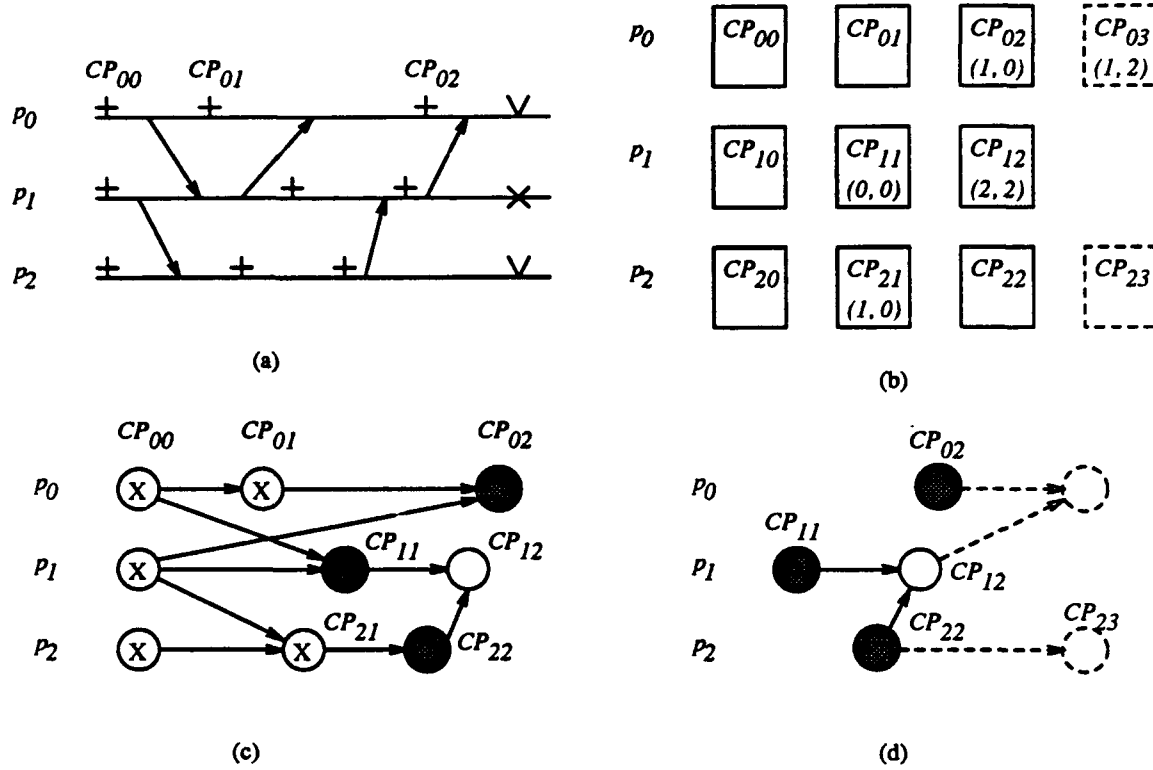 CP00 CP01 CP02
p0
p1
p2
(a)
p0 CP00 CP01 CP02 CP03
(1, 0) (1, 2)
p1 CP10 CP11 CP12
(0, 0) (2, 2)
p2 CP20 CP21 CP22 CP23
(1, 0)
(b)
CP00 CP01 CP02
p0 X X
CP11 CP12
p1 X
CP21
p2 X X CP22
(c)
CP02
p0
CP11
p1 CP12
CP22 CP23
p2
(d)